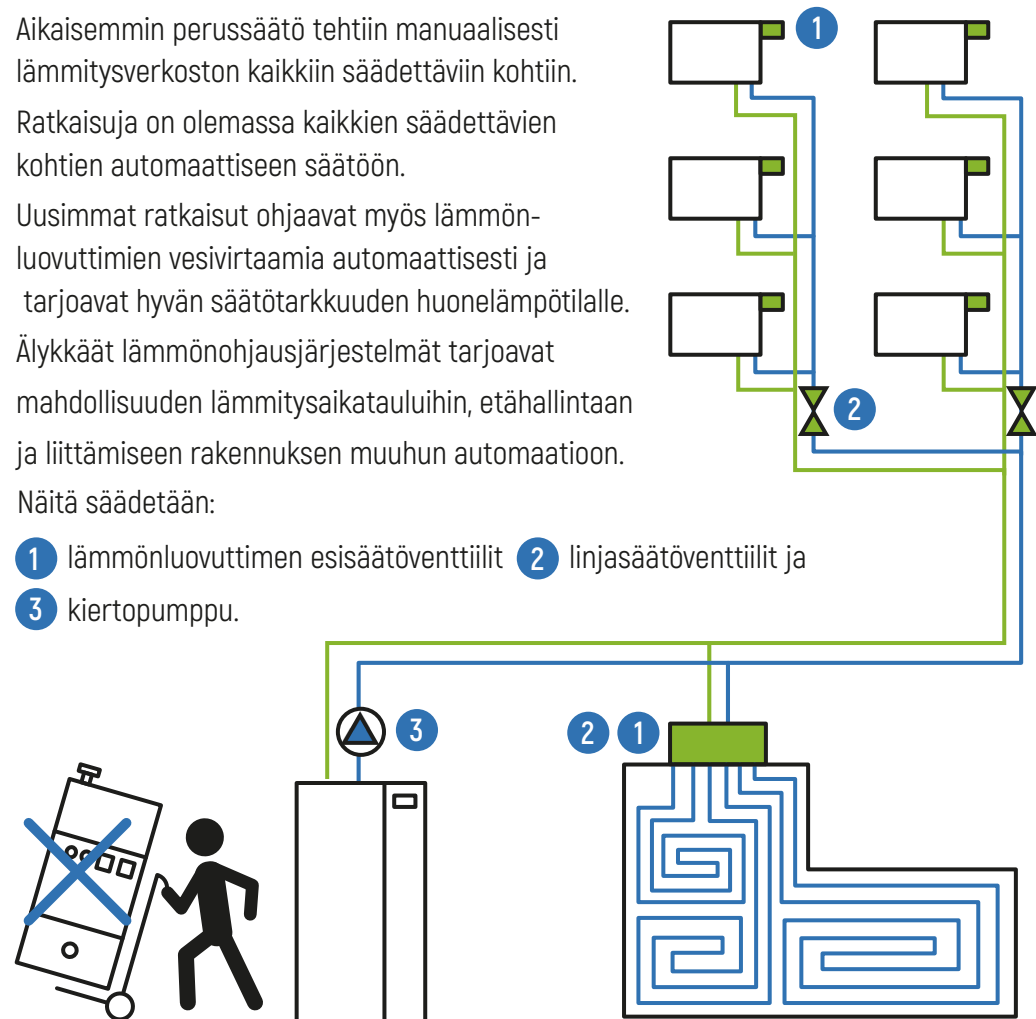 Aikaisemmin perussäätö tehtiin manuaalisesti
lämmitysverkoston kaikkiin säädettäviin kohtiin.
Ratkaisuja on olemassa kaikkien säädettävien
kohtien automaattiseen säätöön.
Uusimmat ratkaisut ohjaavat myös lämmön-
luovuttimien vesivirtaamia automaattisesti ja
tarjoavat hyvän säätötarkkuuden huonelämpötilalle.
Älykkäät lämmönohjausjärjestelmät tarjoavat
mahdollisuuden lämmitysaikatauluihin, etähallintaan
ja liittämiseen rakennuksen muuhun automaatioon.
Näitä säädetään:
1 lämmönluovuttimen esisäätöventtiilit 2 linjasäätöventtiilit ja
3 kiertopumppu.
1
2
3
2 1